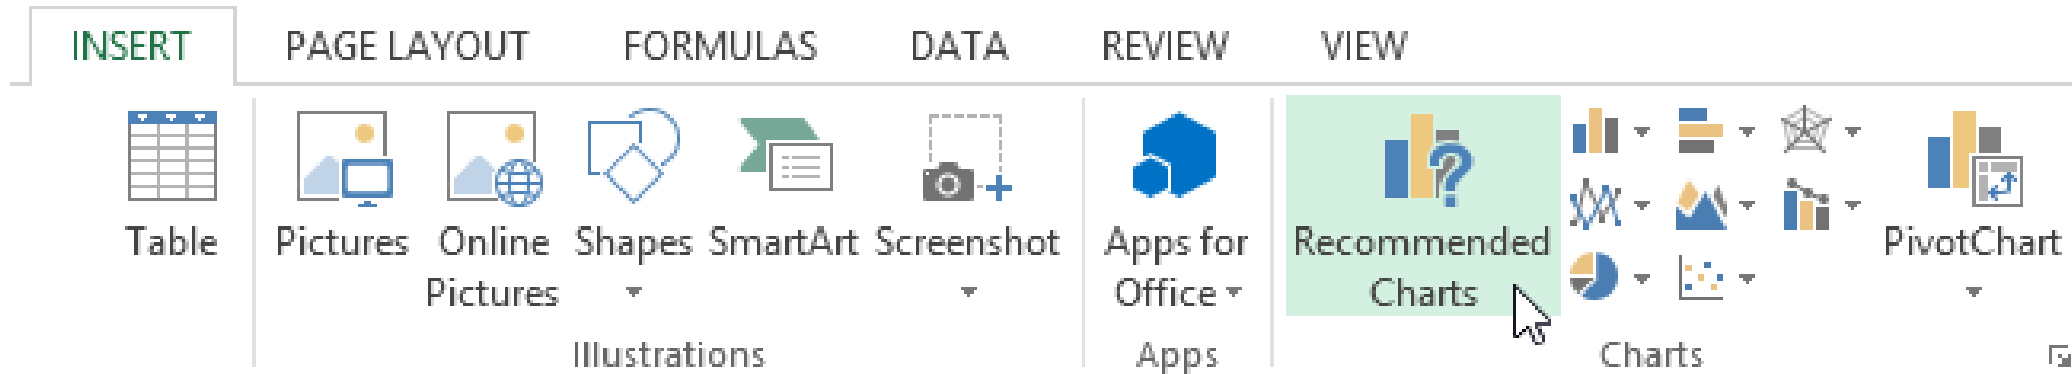 INSERT PAGE LAYOUT FORMULAS DATA REVIEW VIEW
Table Pictures Online Shapes SmartArt Screenshot Apps for Recommended PivotChart
Pictures Office Charts
Illustrations Apps Charts